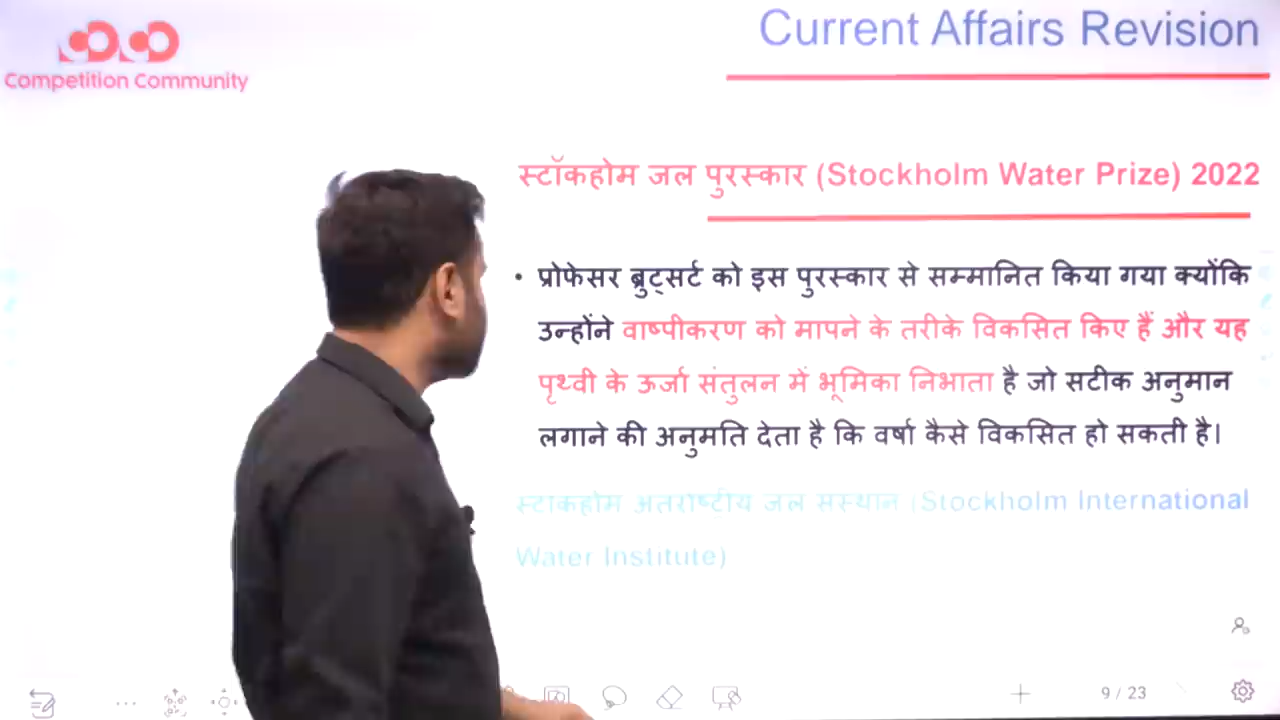 Competition Community
Current Affairs Revision
स्टॉकहोम जल पुरस्कार (Stockholm Water Prize) 2022
• प्रोफेसर ब्रुट्सर्ट को इस पुरस्कार से सम्मानित किया गया क्योंकि
उन्होंने वाष्पीकरण को मापने के तरीके विकसित किए हैं और यह
पृथ्वी के ऊर्जा संतुलन में भूमिका निभाता है जो सटीक अनुमान
लगाने की अनुमति देता है कि वर्षा कैसे विकसित हो सकती है।
स्टॉकहोम अंतर्राष्ट्रीय जल संस्थान (Stockholm International
Water Institute)
9 / 23